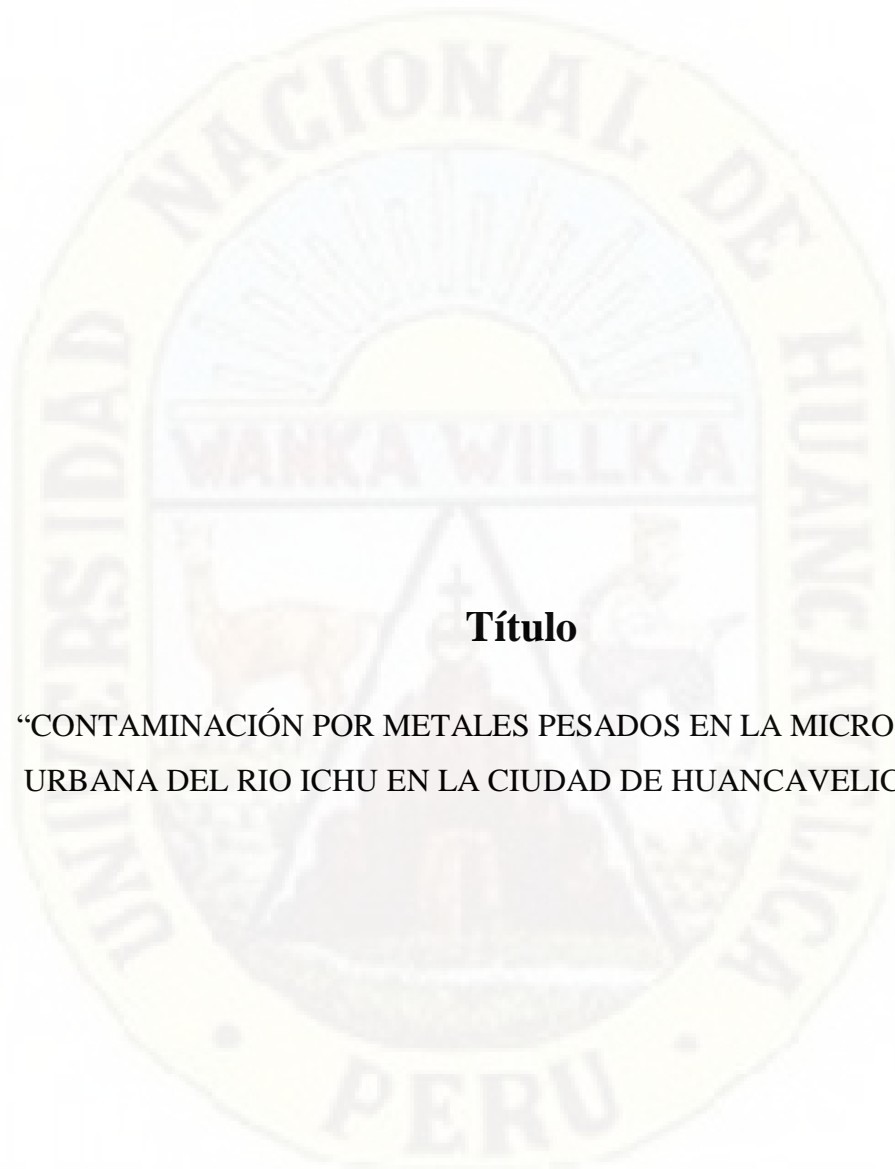 UNIVERSIDAD NACIONAL DE HUANCAVELICA
WANKA WILLKA
Título
“CONTAMINACIÓN POR METALES PESADOS EN LA MICRO
URBANA DEL RIO ICHU EN LA CIUDAD DE HUANCAVELIC
PERU